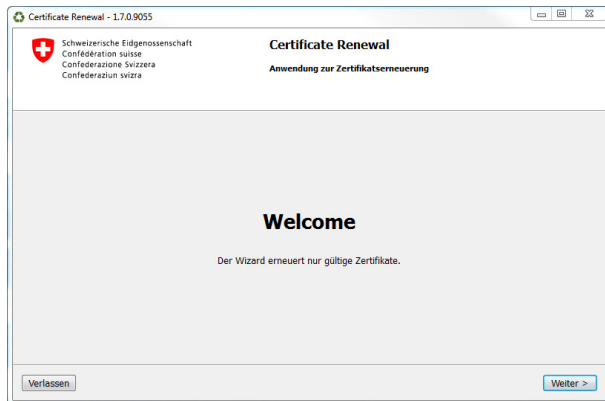 Certificate Renewal - 1.7.0.9055
Schweizerische Eidgenossenschaft
Confédération suisse
Confederazione Svizzera
Confederaziun svizra
Certificate Renewal
Anwendung zur Zertifikatserneuerung
Welcome
Der Wizard erneuert nur gültige Zertifikate.
Verlassen
Weiter >